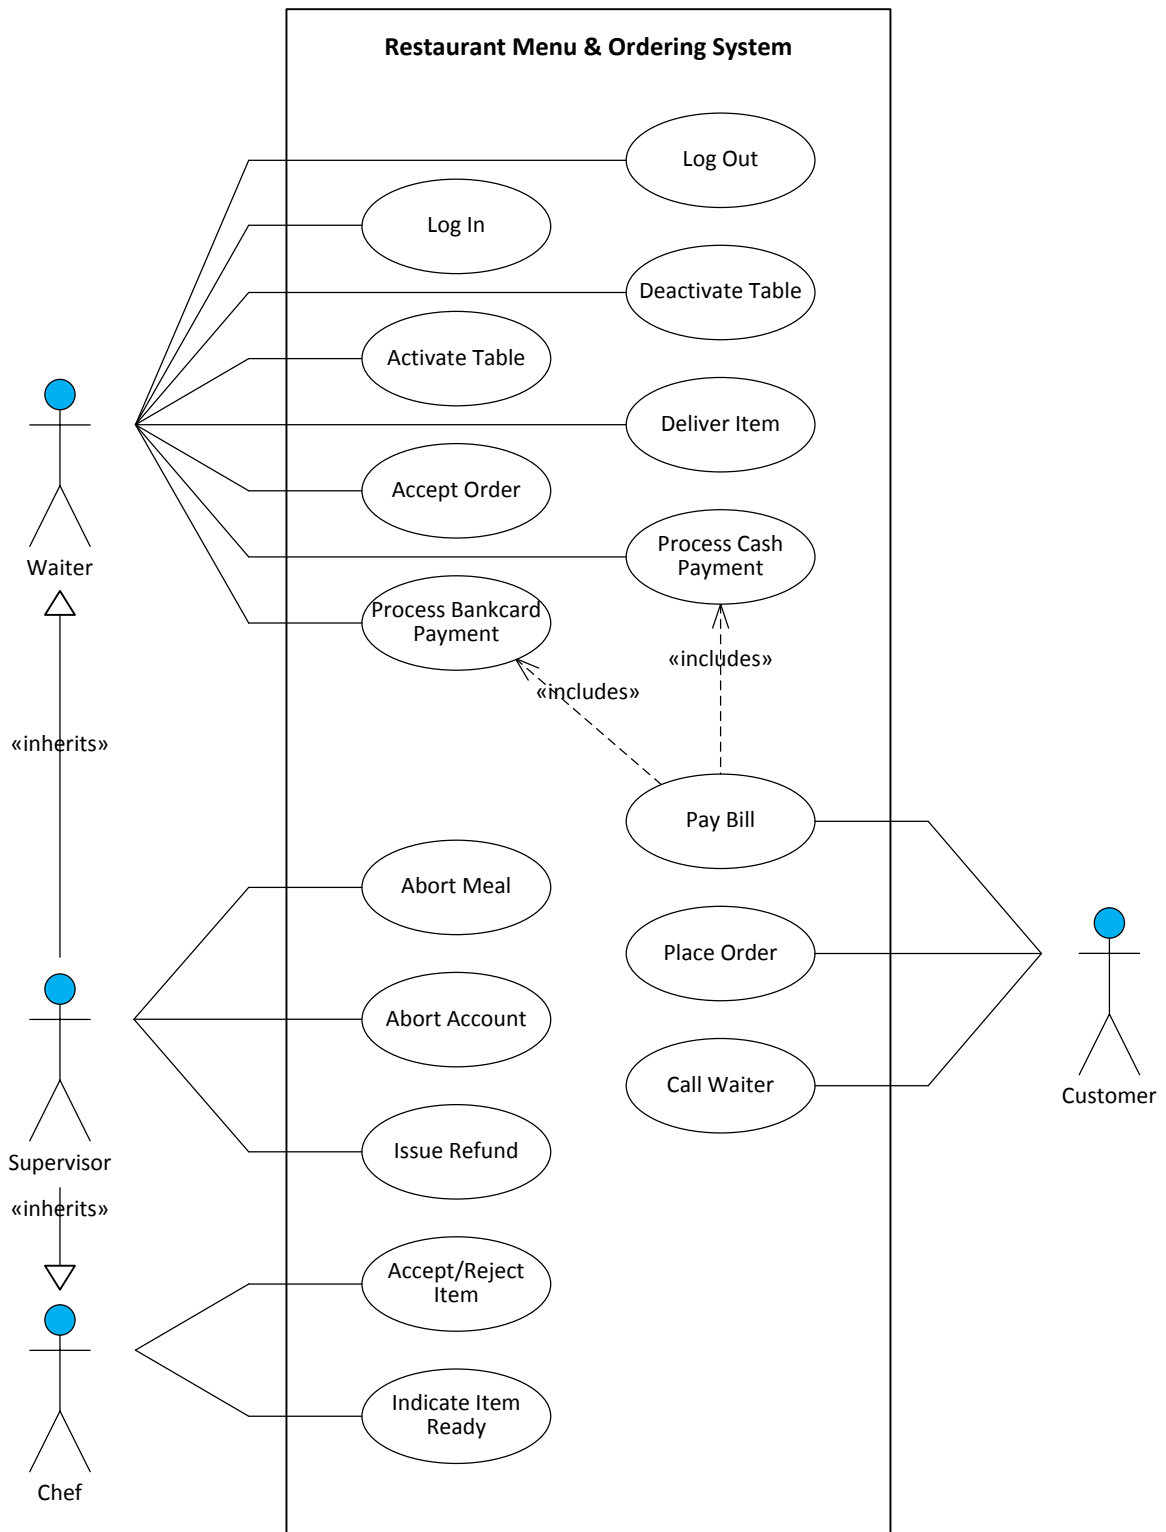 Restaurant Menu & Ordering System
Log Out
Log In
Deactivate Table
Activate Table
Deliver Item
Accept Order
Waiter
Process Cash
Payment
Process Bankcard
Payment
«includes»
«includes»
«inherits»
Pay Bill
Abort Meal
Place Order
Abort Account
Call Waiter
Customer
Issue Refund
Supervisor
«inherits»
Accept/Reject
Item
Indicate Item
Ready
Chef